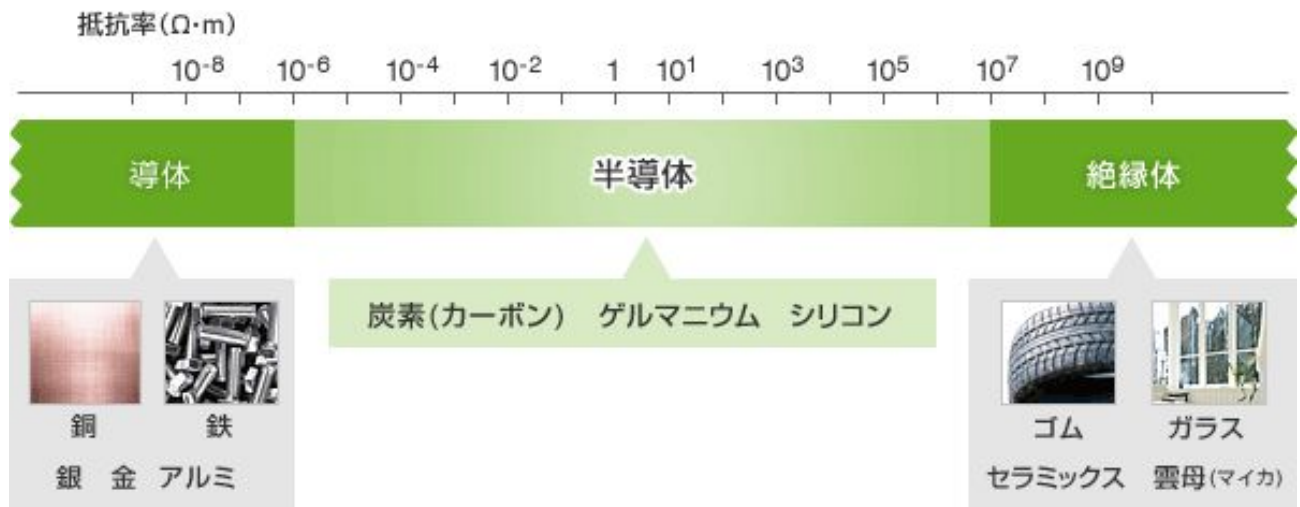 抵抗率(Ω·m)
10⁻⁸ 10⁻⁶ 10⁻⁴ 10⁻² 1 10¹ 10³ 10⁵ 10⁷ 10⁹
導体 半導体 絶縁体
炭素(カーボン) ゲルマニウム シリコン
銅 鉄
銀 金 アルミ
ゴム ガラス
セラミックス 雲母(マイカ)